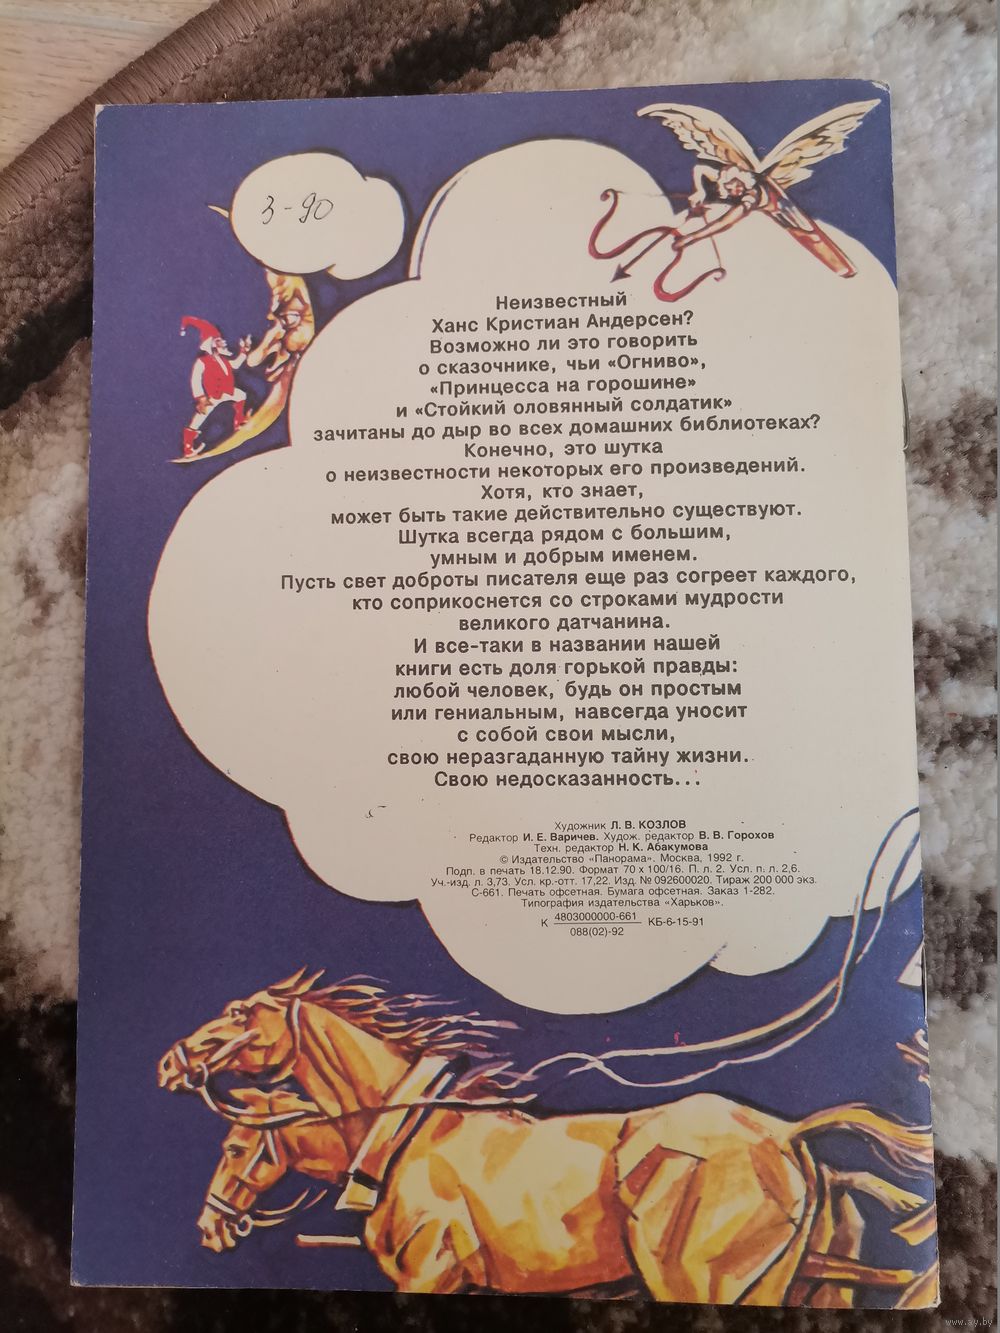 3-90
Неизвестный
Ханс Кристиан Андерсен?
Возможно ли это говорить
о сказочнике, чьи «Огниво»,
«Принцесса на горошине»
и «Стойкий оловянный солдатик»
зачитаны до дыр во всех домашних библиотеках?
Конечно, это шутка
о неизвестности некоторых его произведений.
Хотя, кто знает,
может быть такие действительно существуют.
Шутка всегда рядом с большим,
умным и добрым именем.
Пусть свет доброты писателя еще раз согреет каждого,
кто соприкоснется со строками мудрости
великого датчанина.
И все-таки в названии нашей
книги есть доля горькой правды:
любой человек, будь он простым
или гениальным, навсегда уносит
с собой свои мысли,
свою неразгаданную тайну жизни.
Свою недосказанность...
Художник Л. В. КОЗЛОВ
Редактор И. Е. Варичев. Худож. редактор В. В. Горохов
Техн. редактор Н. К. Абакумова
© Издательство «Панорама». Москва, 1992 г.
Подп. в печать 18.12.90. Формат 70 х 100/16. П. л. 2. Усл. п. л. 2,6.
Уч.-изд. л. 3,73. Усл. кр.-отт. 17,22. Изд. № 092600020. Тираж 200 000 экз.
С-661. Печать офсетная. Бумага офсетная. Заказ 1-282.
Типография издательства «Харьков».
К 4803000000-661 КБ-6-15-91
088(02)-92
www.ay.by